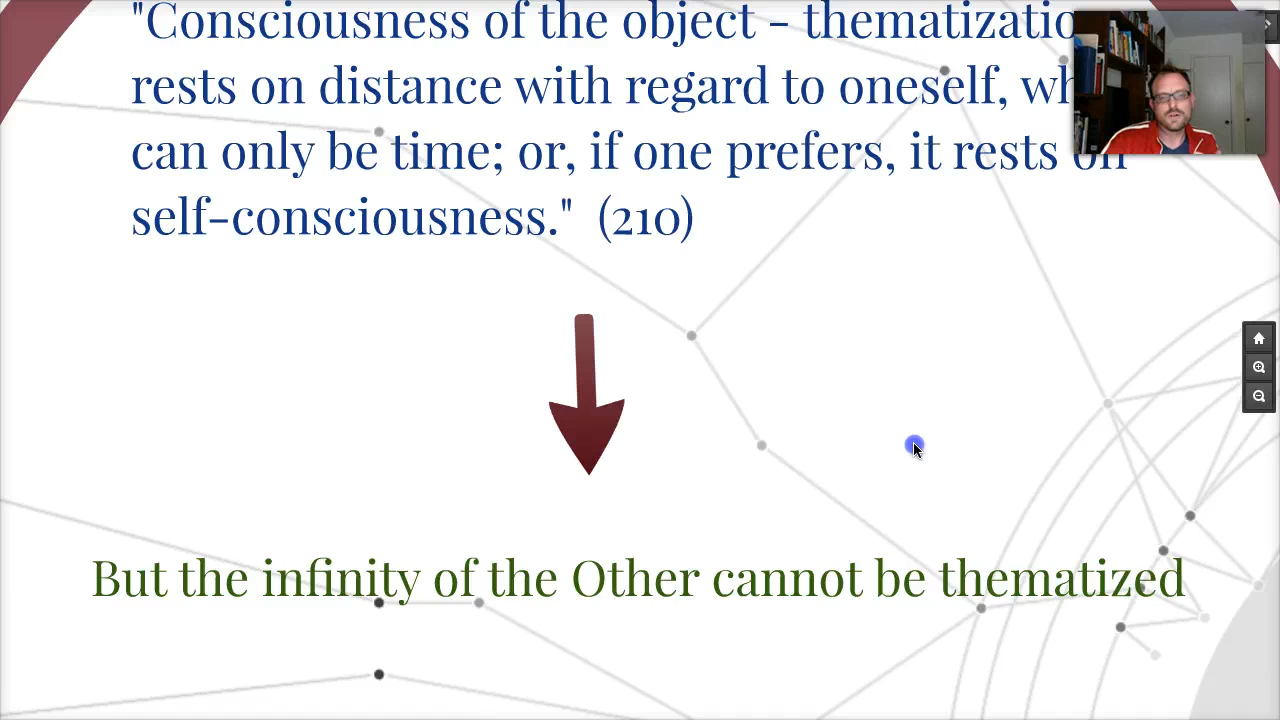 "Consciousness of the object - thematizatio
rests on distance with regard to oneself, wh
can only be time; or, if one prefers, it rests on
self-consciousness." (210)
But the infinity of the Other cannot be thematized